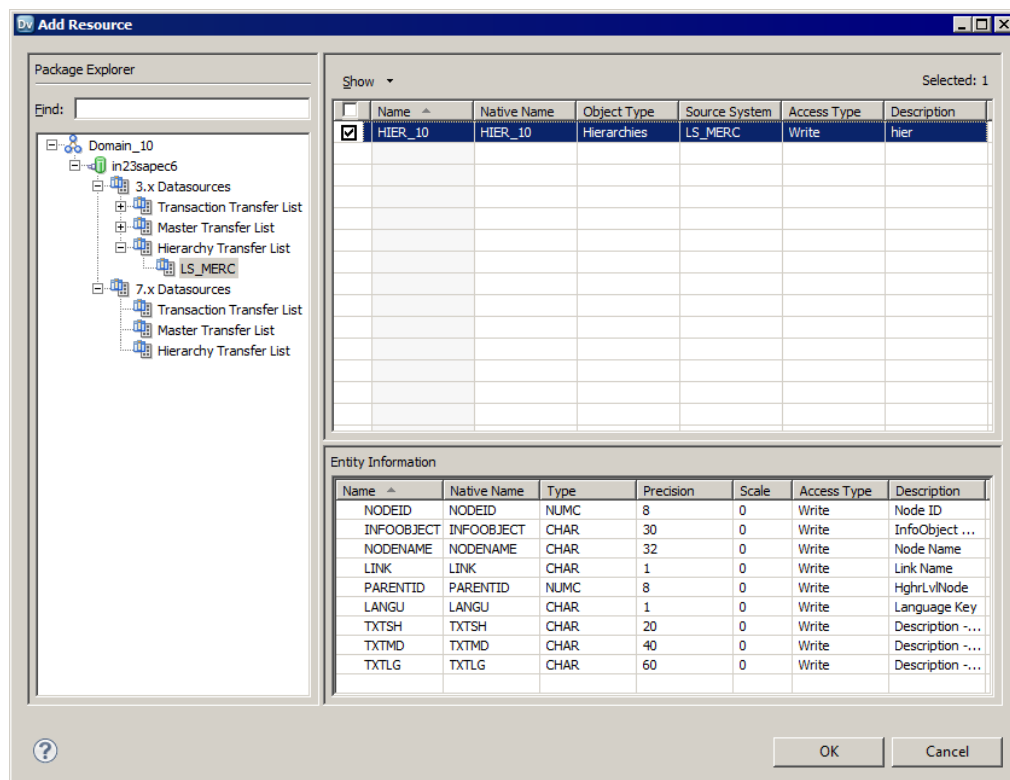 Dv Add Resource
Package Explorer
Find:
Domain_10
in23sapec6
3.x Datasources
Transaction Transfer List
Master Transfer List
Hierarchy Transfer List
LS_MERC
7.x Datasources
Transaction Transfer List
Master Transfer List
Hierarchy Transfer List
Show Selected: 1
Name Native Name Object Type Source System Access Type Description
HIER_10 HIER_10 Hierarchies LS_MERC Write hier
Entity Information
Name Native Name Type Precision Scale Access Type Description
NODEID NODEID NUMC 8 0 Write Node ID
INFOOBJECT INFOOBJECT CHAR 30 0 Write InfoObject ...
NODENAME NODENAME CHAR 32 0 Write Node Name
LINK LINK CHAR 1 0 Write Link Name
PARENTID PARENTID NUMC 8 0 Write HghrLvlNode
LANGU LANGU CHAR 1 0 Write Language Key
TXTSH TXTSH CHAR 20 0 Write Description -...
TXTMD TXTMD CHAR 40 0 Write Description -...
TXTLG TXTLG CHAR 60 0 Write Description -...
? OK Cancel